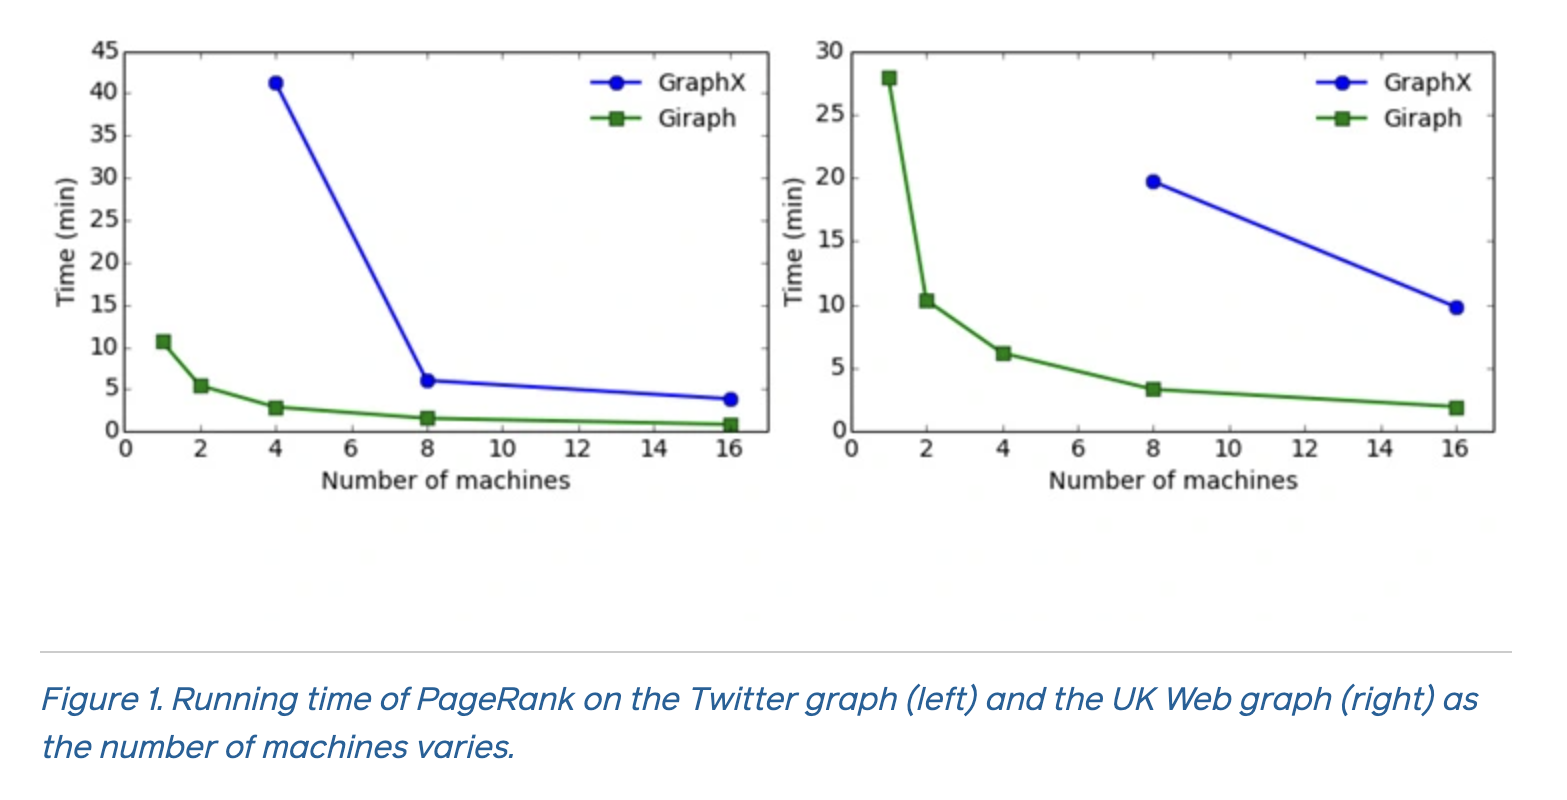 45
40
35
30
25
20
15
10
5
0
Time (min)
GraphX
Giraph
0 2 4 6 8 10 12 14 16
Number of machines
30
25
20
15
10
5
0
Time (min)
GraphX
Giraph
0 2 4 6 8 10 12 14 16
Number of machines
Figure 1. Running time of PageRank on the Twitter graph (left) and the UK Web graph (right) as
the number of machines varies.